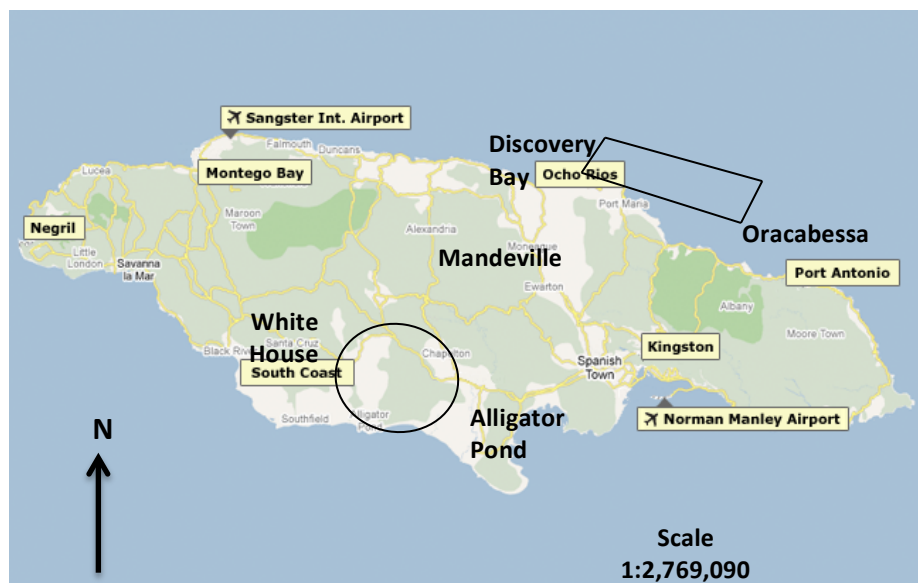 Sangster Int. Airport
Falmouth
Duncans
Discovery
Bay
Lucea
Montego Bay
Ocho Rios
Port Maria
Negril
Maroon
Town
Alexandria
Oracabessa
Little
London
Savanna
la Mar
Mandeville
Moneague
Port Antonio
Ewarton
Albany
White
House
Santa Cruz
Black River
Chapelton
Kingston
Moore Town
South Coast
Spanish
Town
Southfield
Alligator
Pond
Alligator
Pond
Norman Manley Airport
N
Scale
1:2,769,090